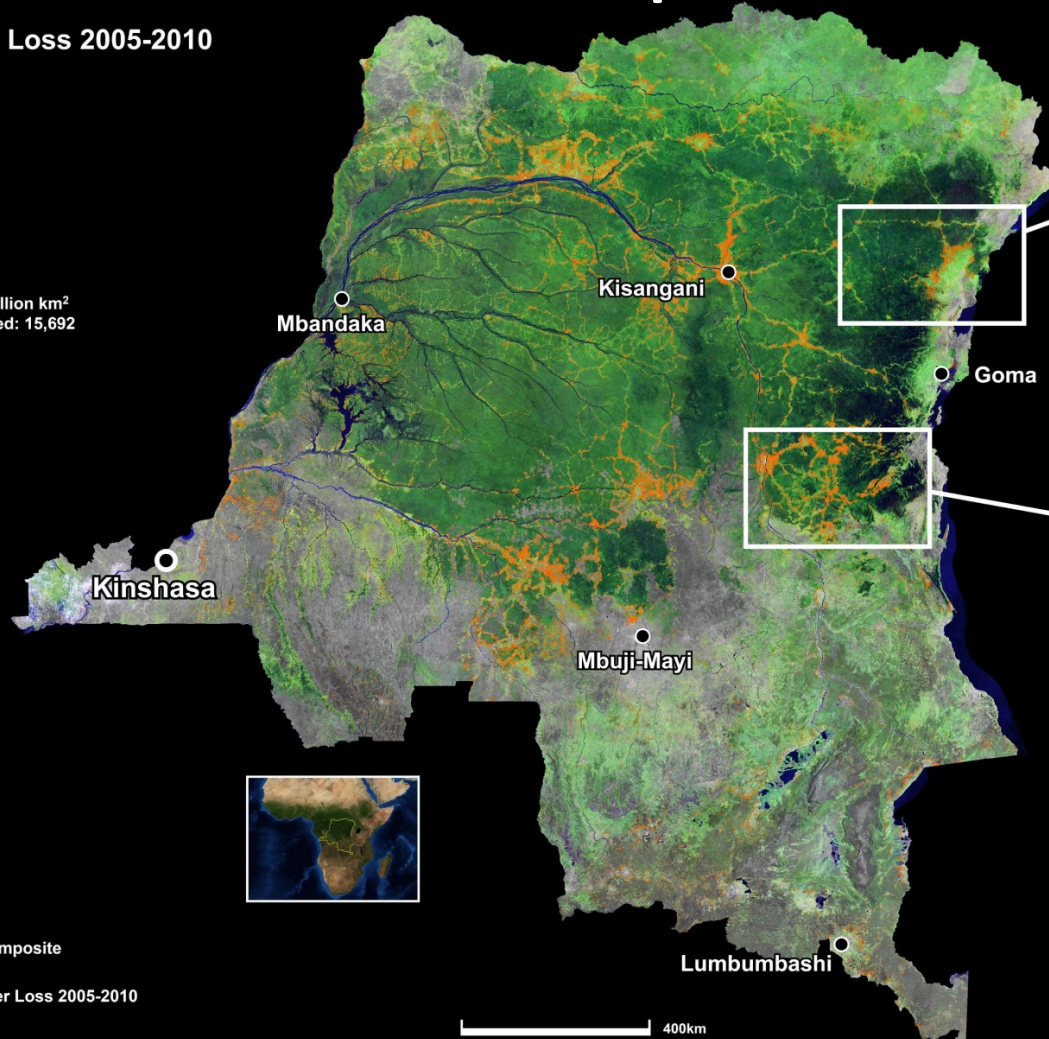 Loss 2005-2010
llion km²
ed: 15,692
Kisangani
Mbandaka
Goma
Kinshasa
Mbuji-Mayi
Lumbumbashi
mposite
er Loss 2005-2010
400km